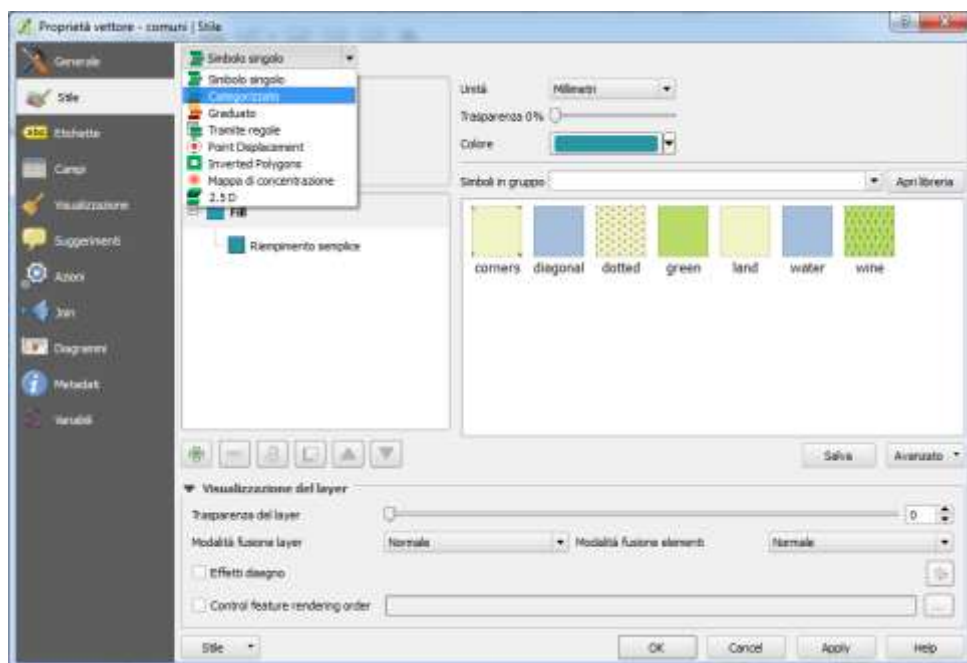 Proprietà vettore - comuni | Stile
Generale
Stile
Etichette
Campi
Visualizzazione
Suggerimenti
Azioni
Join
Diagrammi
Metadati
Variabili
Simbolo singolo
Simbolo singolo
Categorizzato
Graduato
Tramite regole
Point Displacement
Inverted Polygons
Mappa di concentrazione
2.5 D
Fill
Riempimento semplice
Unità Millimetri
Trasparenza 0%
Colore
Simboli in gruppo Apri libreria
corners diagonal dotted green land water wine
Salva Avanzato
Visualizzazione del layer
Trasparenza del layer 0
Modalità fusione layer Normale Modalità fusione elementi Normale
Effetti disegno
Control feature rendering order ...
Stile OK Cancel Apply Help